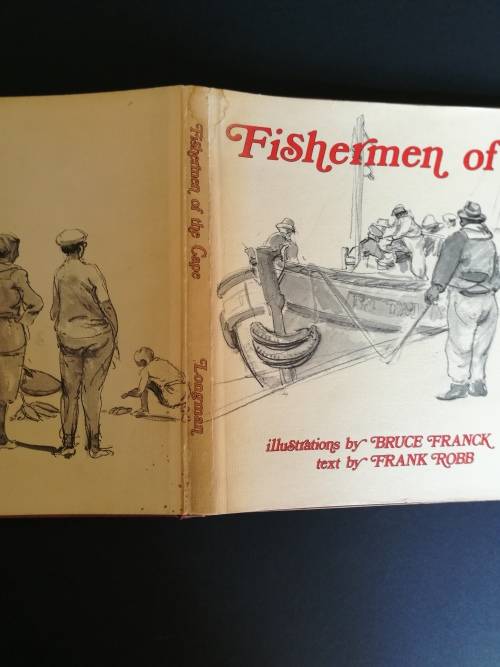 Fishermen of
illustrations by BRUCE FRANCK
text by FRANK ROBB
Fishermen of the Cape
Longman